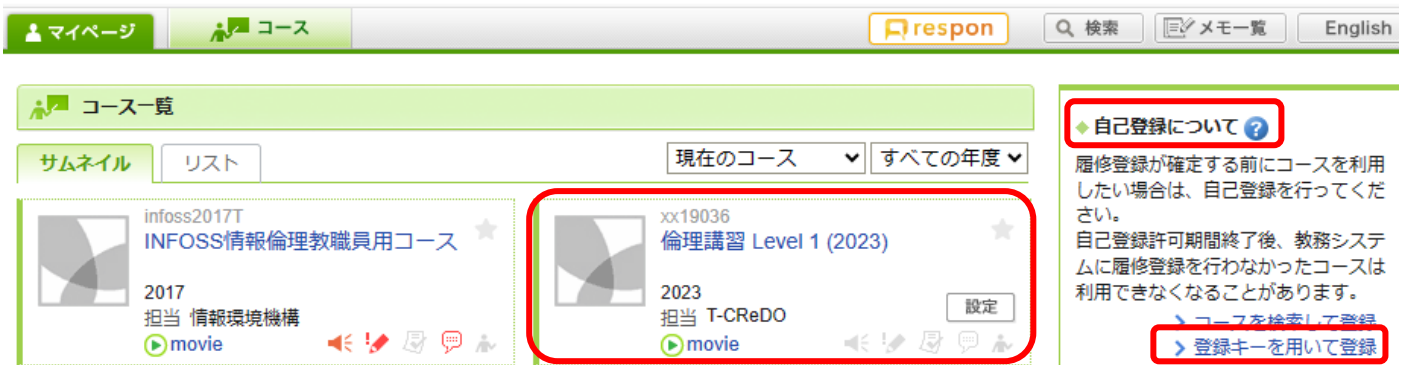 マイページ
コース
respon
検索
メモ一覧
English
コース一覧
サムネイル
リスト
現在のコース
すべての年度
infoss2017T
INFOSS情報倫理教職員用コース
2017
担当 情報環境機構
movie
xx19036
倫理講習 Level 1 (2023)
2023
担当 T-CReDO
設定
movie
自己登録について
履修登録が確定する前にコースを利用
したい場合は、自己登録を行ってくだ
さい。
自己登録許可期間終了後、教務システ
ムに履修登録を行わなかったコースは
利用できなくなることがあります。
コースを検索して登録
登録キーを用いて登録